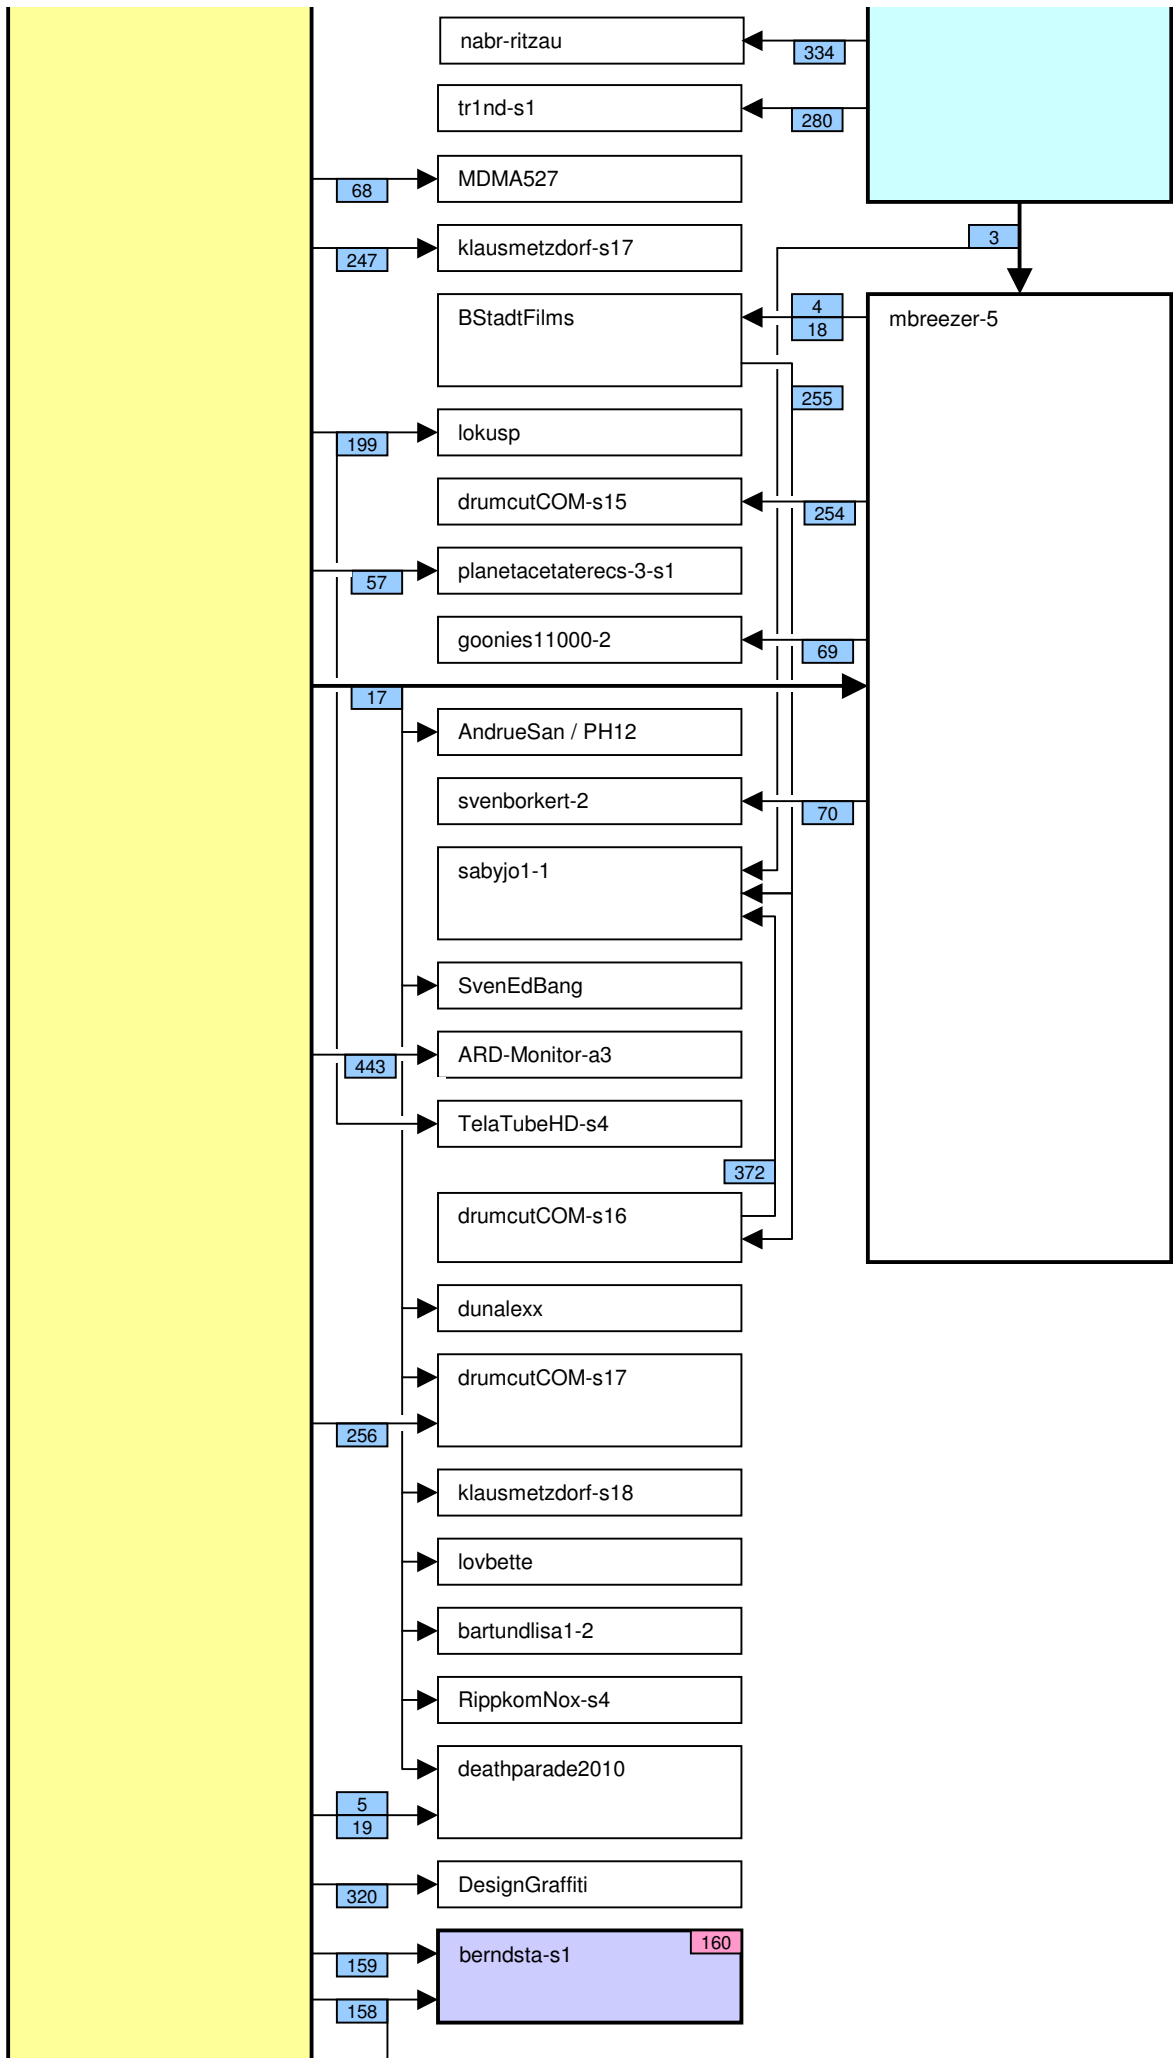 nabr-ritzau
334
tr1nd-s1
280
MDMA527
68
klausmetzdorf-s17
247
3
BStadtFilms
4
18
mbreezer-5
255
lokusp
199
drumcutCOM-s15
254
planetacetaterecs-3-s1
57
goonies11000-2
69
17
AndrueSan / PH12
svenborkert-2
70
sabyjo1-1
SvenEdBang
ARD-Monitor-a3
443
TelaTubeHD-s4
372
drumcutCOM-s16
dunalexx
drumcutCOM-s17
256
klausmetzdorf-s18
lovbette
bartundlisa1-2
RippkomNox-s4
deathparade2010
5
19
DesignGraffiti
320
160
berndsta-s1
159
158